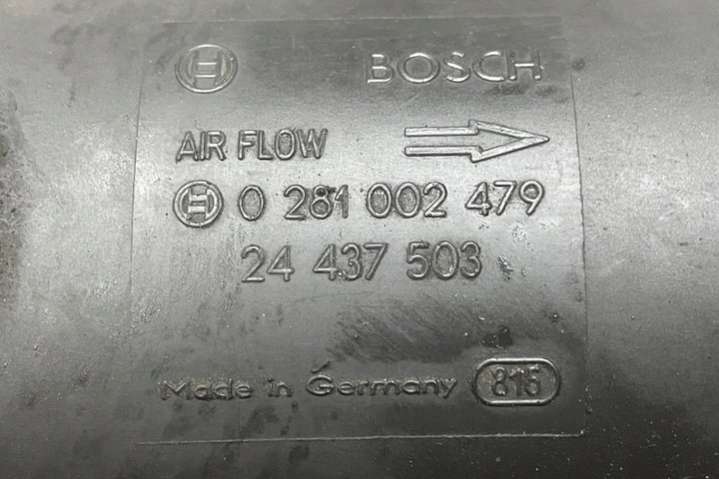 BOSCH
AIR FLOW
0 281 002 479
24 437 503
Made in Germany 815